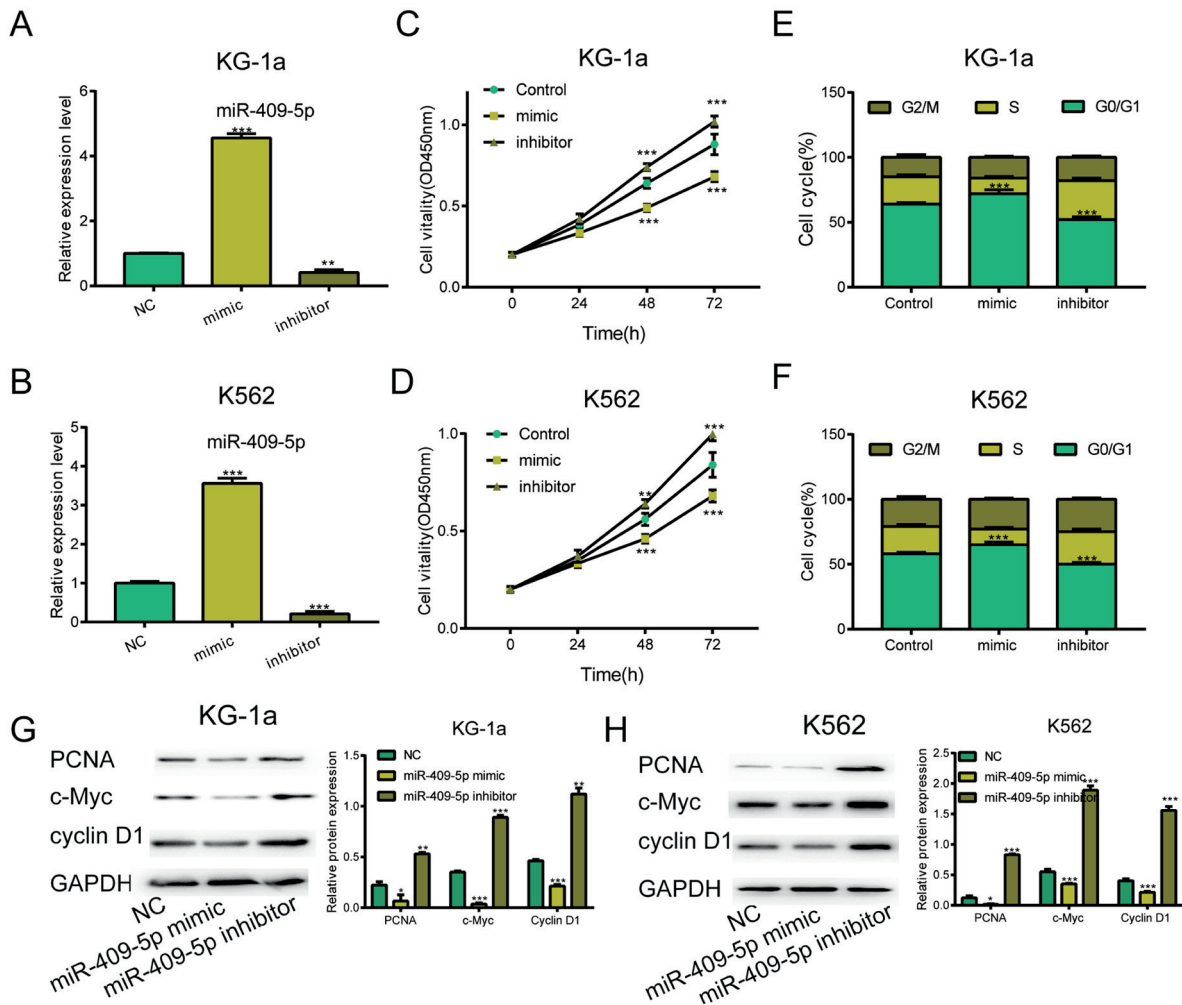 A
KG-1a
miR-409-5p
Relative expression level
6
4
2
0
***
**
NC
mimic
inhibitor
C
KG-1a
Control
mimic
inhibitor
Cell vitality(OD450nm)
1.0
0.5
0.0
***
***
***
***
0
24
48
72
Time(h)
E
KG-1a
G2/M
S
G0/G1
Cell cycle(%)
150
100
50
0
***
***
Control
mimic
inhibitor
B
K562
miR-409-5p
Relative expression level
5
4
3
2
1
0
***
***
NC
mimic
inhibitor
D
K562
Control
mimic
inhibitor
Cell vitality(OD450nm)
1.0
0.5
0.0
**
***
***
***
0
24
48
72
Time(h)
F
K562
G2/M
S
G0/G1
Cell cycle(%)
150
100
50
0
***
***
Control
mimic
inhibitor
G
KG-1a
PCNA
c-Myc
cyclin D1
GAPDH
NC
miR-409-5p mimic
miR-409-5p inhibitor
KG-1a
NC
miR-409-5p mimic
miR-409-5p inhibitor
Relative protein expression
1.5
1.0
0.5
0.0
*
**
***
***
***
**
PCNA
c-Myc
Cyclin D1
H
K562
PCNA
c-Myc
cyclin D1
GAPDH
NC
miR-409-5p mimic
miR-409-5p inhibitor
K562
NC
miR-409-5p mimic
miR-409-5p inhibitor
Relative protein expression
2.5
2.0
1.5
1.0
0.5
0.0
*
***
***
***
***
***
PCNA
c-Myc
Cyclin D1